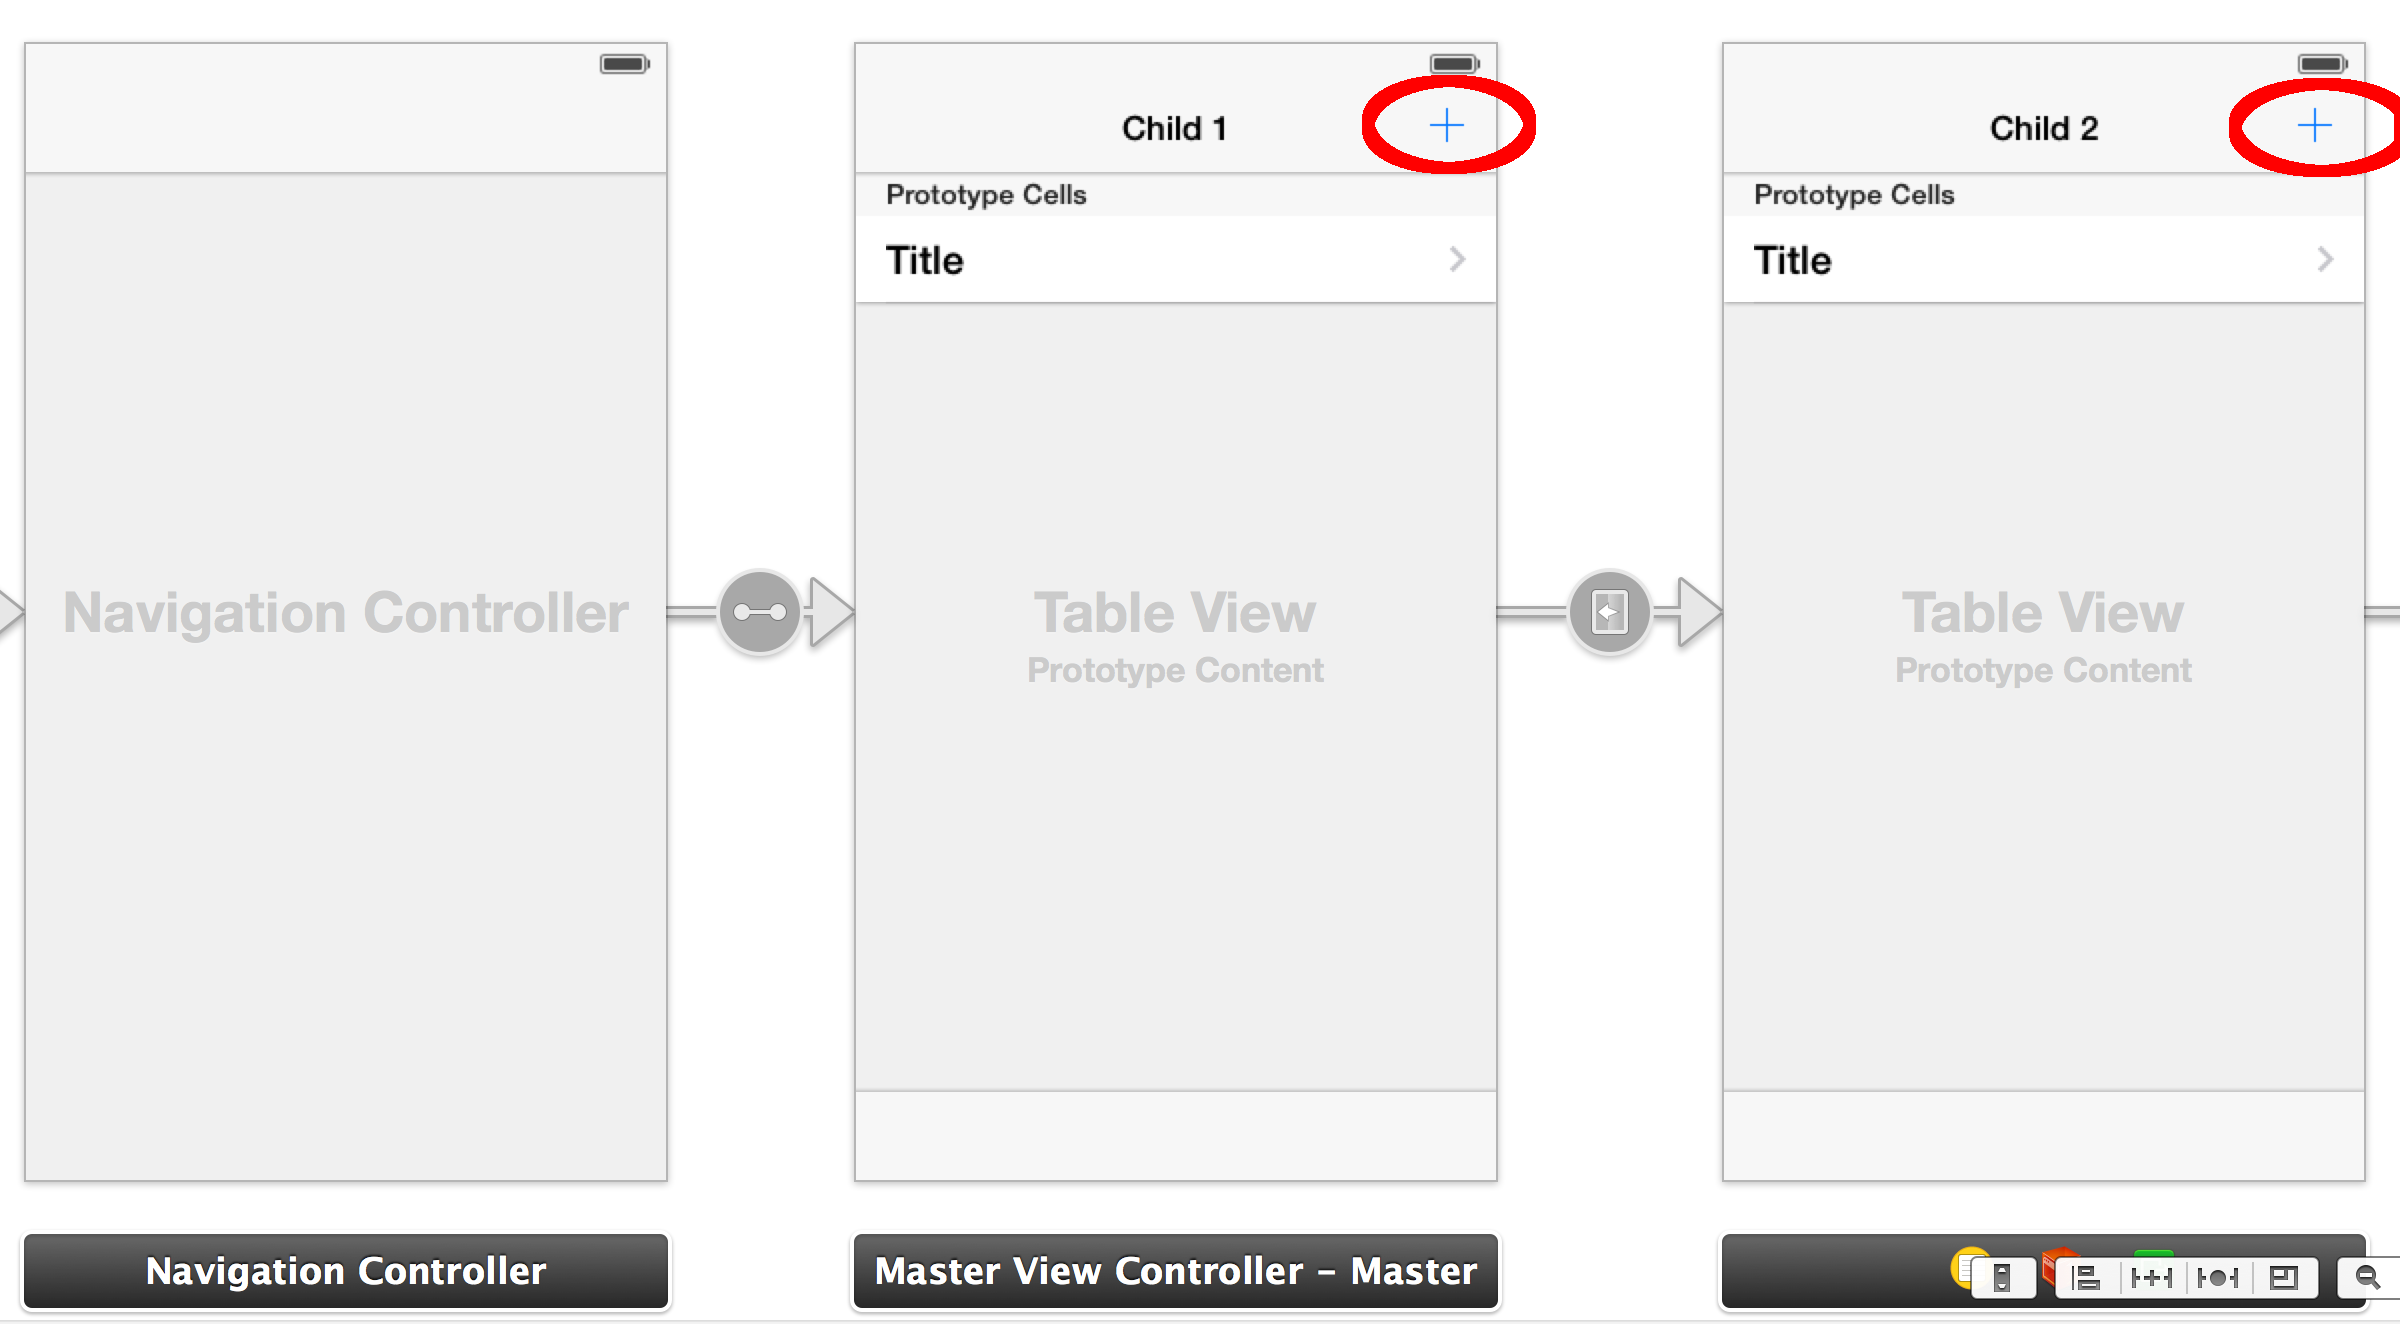 Navigation Controller
Navigation Controller
Child 1
Prototype Cells
Title
Table View
Prototype Content
Master View Controller – Master
Child 2
Prototype Cells
Title
Table View
Prototype Content